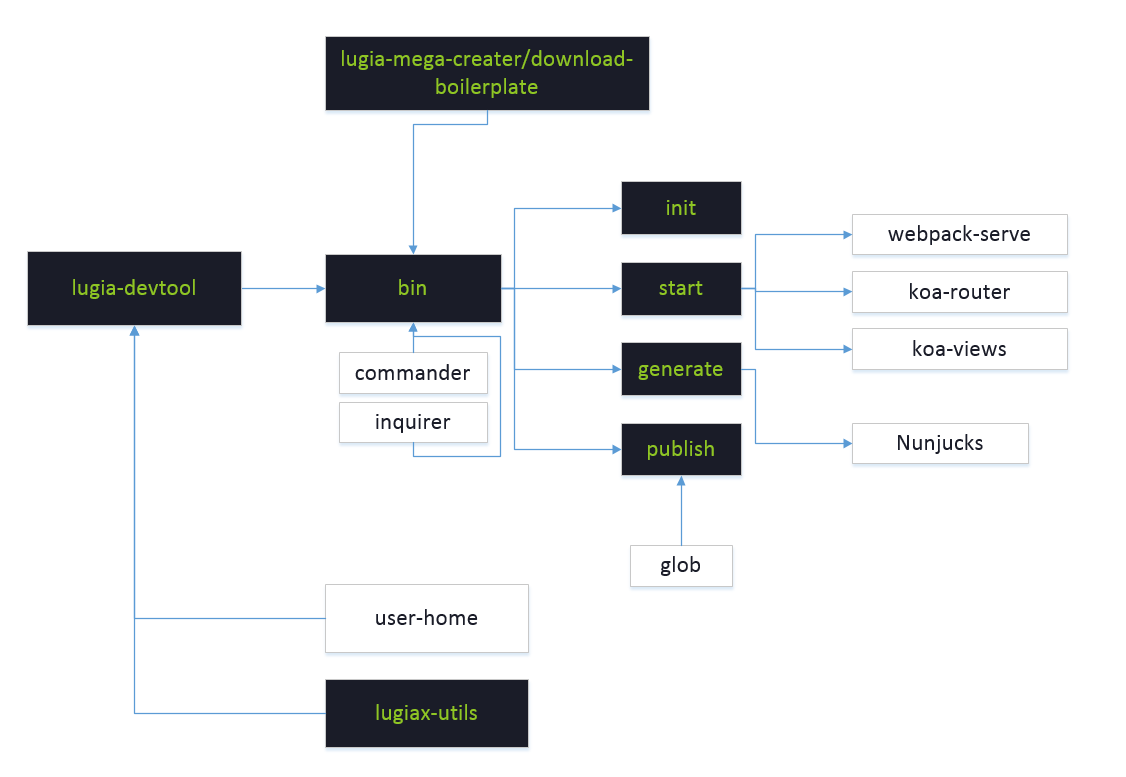 lugia-mega-creater/download-
boilerplate
init
webpack-serve
lugia-devtool
bin
start
koa-router
koa-views
commander
generate
inquirer
publish
Nunjucks
glob
user-home
lugiax-utils